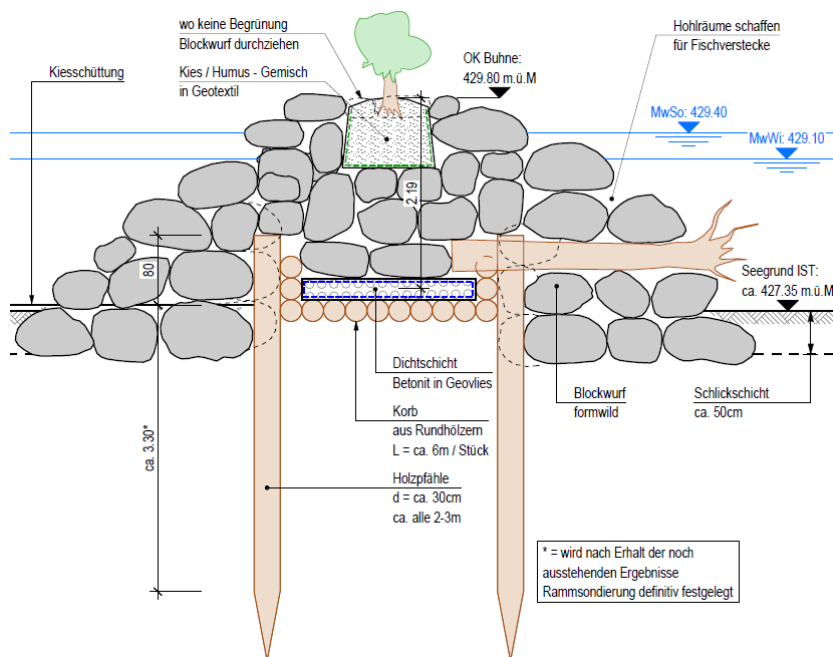 wo keine Begrünung
Blockwurf durchziehen
Kies / Humus - Gemisch
in Geotextil
Kiesschüttung
OK Buhne:
429.80 m.ü.M
Hohlräume schaffen
für Fischverstecke
MwSo: 429.40
MwWi: 429.10
2.19
80
Seegrund IST:
ca. 427.35 m.ü.M
Dichtschicht
Betonit in Geovlies
Korb
aus Rundhölzern
L = ca. 6m / Stück
Holzpfähle
d = ca. 30cm
ca. alle 2-3m
Blockwurf
formwild
Schlickschicht
ca. 50cm
ca. 3.30*
* = wird nach Erhalt der noch
ausstehenden Ergebnisse
Rammsondierung definitiv festgelegt